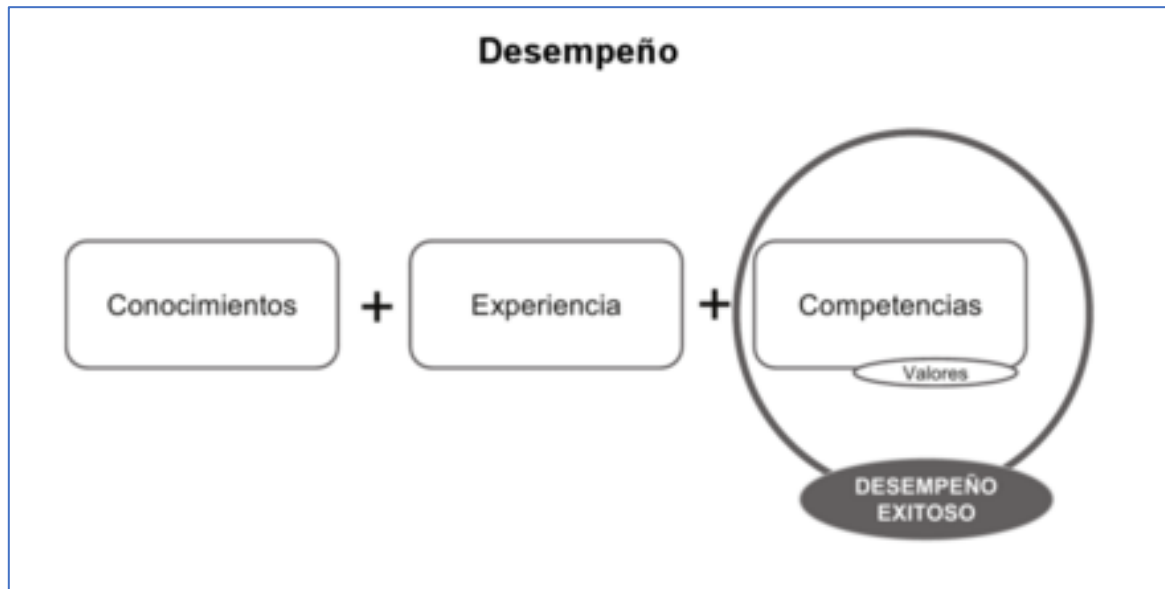 Desempeño
Conocimientos + Experiencia + Competencias
Valores
DESEMPEÑO
EXITOSO